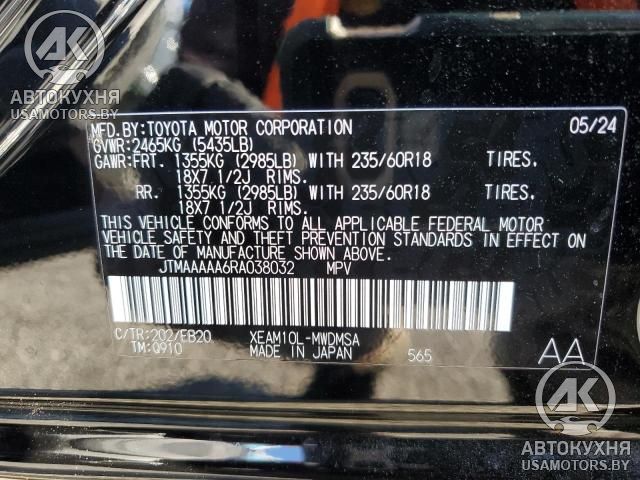 AK
АВТОКУХНЯ
USAMOTORS.BY
MFD.BY:TOYOTA MOTOR CORPORATION 05/24
GVWR:2465KG (5435LB)
GAWR:FRT. 1355KG (2985LB) WITH 235/60R18 TIRES.
18X7 1/2J RIMS.
RR. 1355KG (2985LB) WITH 235/60R18 TIRES.
18X7 1/2J RIMS.
THIS VEHICLE CONFORMS TO ALL APPLICABLE FEDERAL MOTOR
VEHICLE SAFETY AND THEFT PREVENTION STANDARDS IN EFFECT ON
THE DATE OF MANUFACTURE SHOWN ABOVE.
JTMAAAAA6RA038032 MPV
C/TR:202/EB20 XEAM10L-MWDMSA
TM:Q910 MADE IN JAPAN 565 AA
AK
АВТОКУХНЯ
USAMOTORS.BY